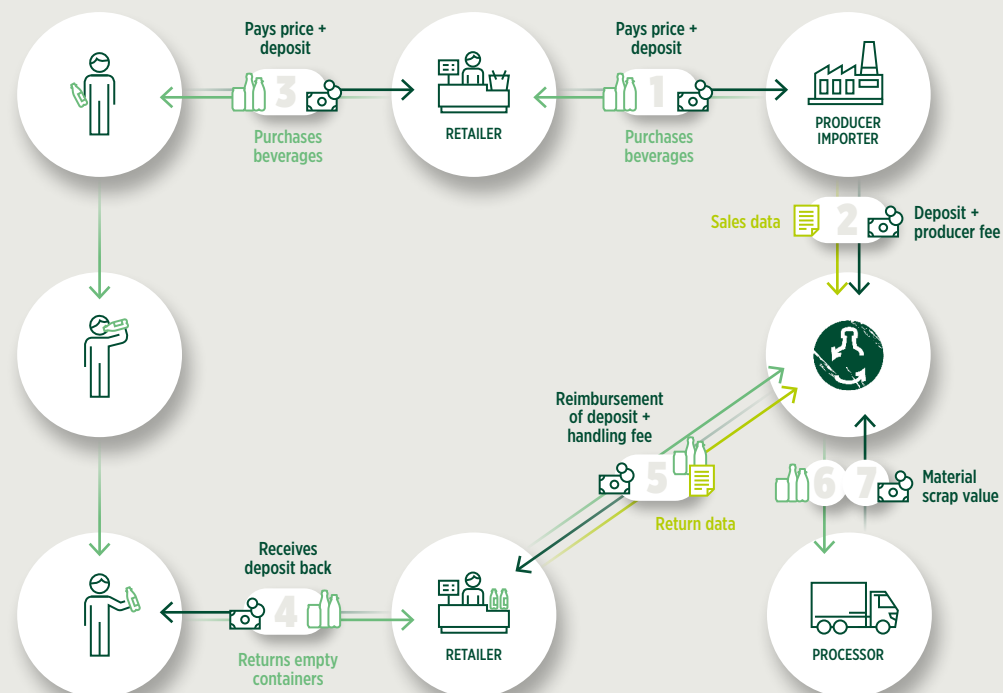 Pays price +
deposit
3
Purchases
beverages
RETAILER
Pays price +
deposit
1
Purchases
beverages
PRODUCER
IMPORTER
Sales data
2
Deposit +
producer fee
Reimbursement
of deposit +
handling fee
5
Return data
6
7
Material
scrap value
Receives
deposit back
4
Returns empty
containers
RETAILER
PROCESSOR